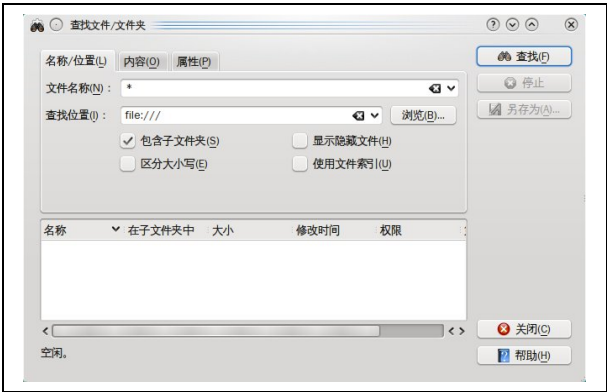 查找文件/文件夹
名称/位置(L) 内容(O) 属性(P)
查找(F)
文件名称(N)： *
停止
查找位置(I)： file:/// 浏览(B)...
另存为(A)...
包含子文件夹(S) 显示隐藏文件(H)
区分大小写(E) 使用文件索引(U)
名称 在子文件夹中 大小 修改时间 权限
关闭(C)
空闲。
帮助(H)